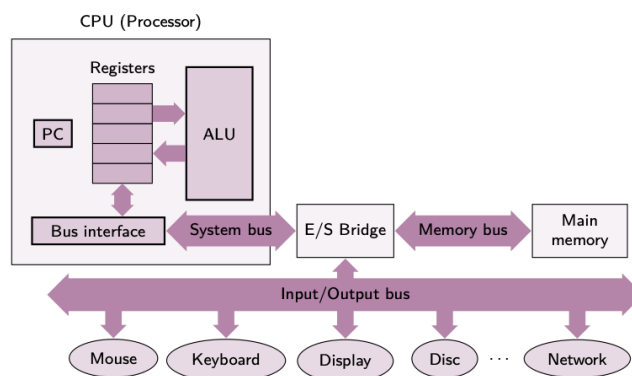 CPU (Processor)
Registers
PC
ALU
Bus interface
System bus
E/S Bridge
Memory bus
Main
memory
Input/Output bus
Mouse
Keyboard
Display
Disc
...
Network